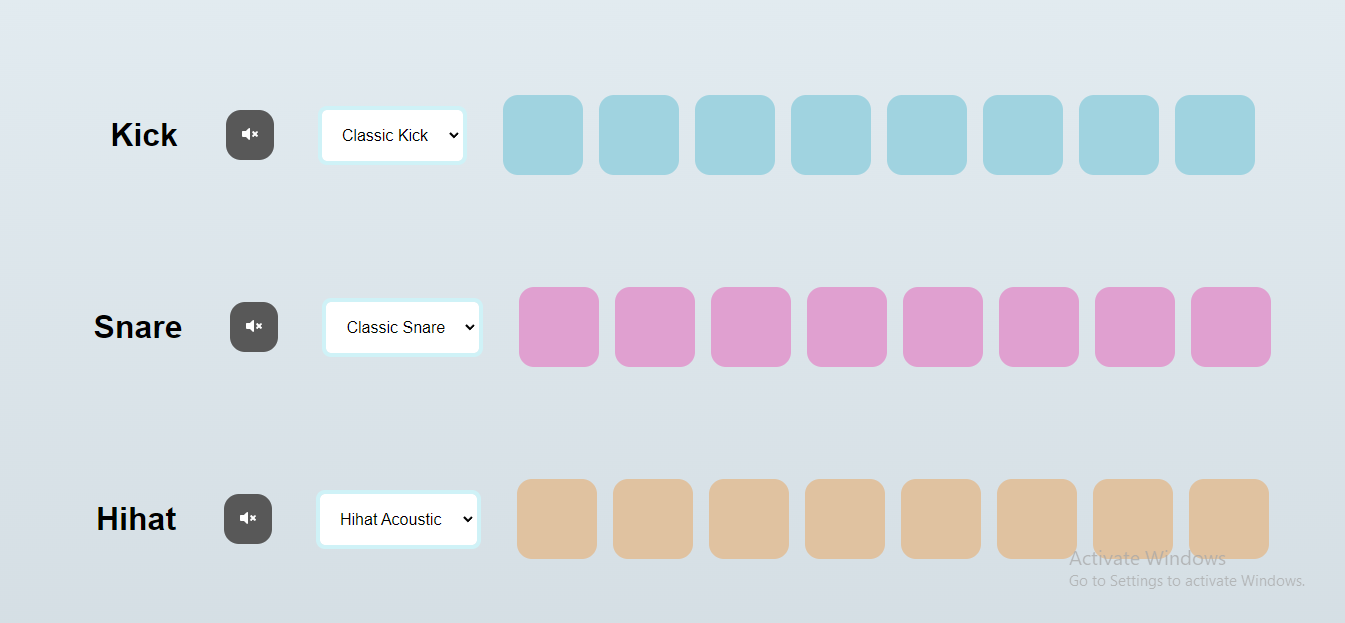 Kick
Classic Kick
Snare
Classic Snare
Hihat
Hihat Acoustic
Activate Windows
Go to Settings to activate Windows.